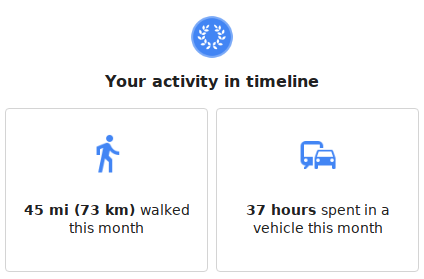 Your activity in timeline
45 mi (73 km) walked
this month
37 hours spent in a
vehicle this month